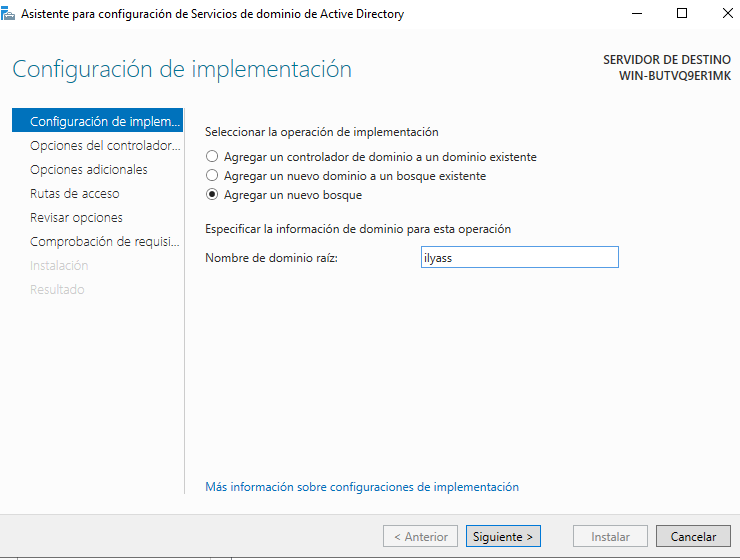 Asistente para configuración de Servicios de dominio de Active Directory
Configuración de implementación
SERVIDOR DE DESTINO
WIN-BUTVQ9ER1MK
Configuración de implem...
Opciones del controlador...
Opciones adicionales
Rutas de acceso
Revisar opciones
Comprobación de requisi...
Instalación
Resultado
Seleccionar la operación de implementación
Agregar un controlador de dominio a un dominio existente
Agregar un nuevo dominio a un bosque existente
Agregar un nuevo bosque
Especificar la información de dominio para esta operación
Nombre de dominio raíz:
ilyass
Más información sobre configuraciones de implementación
< Anterior
Siguiente >
Instalar
Cancelar